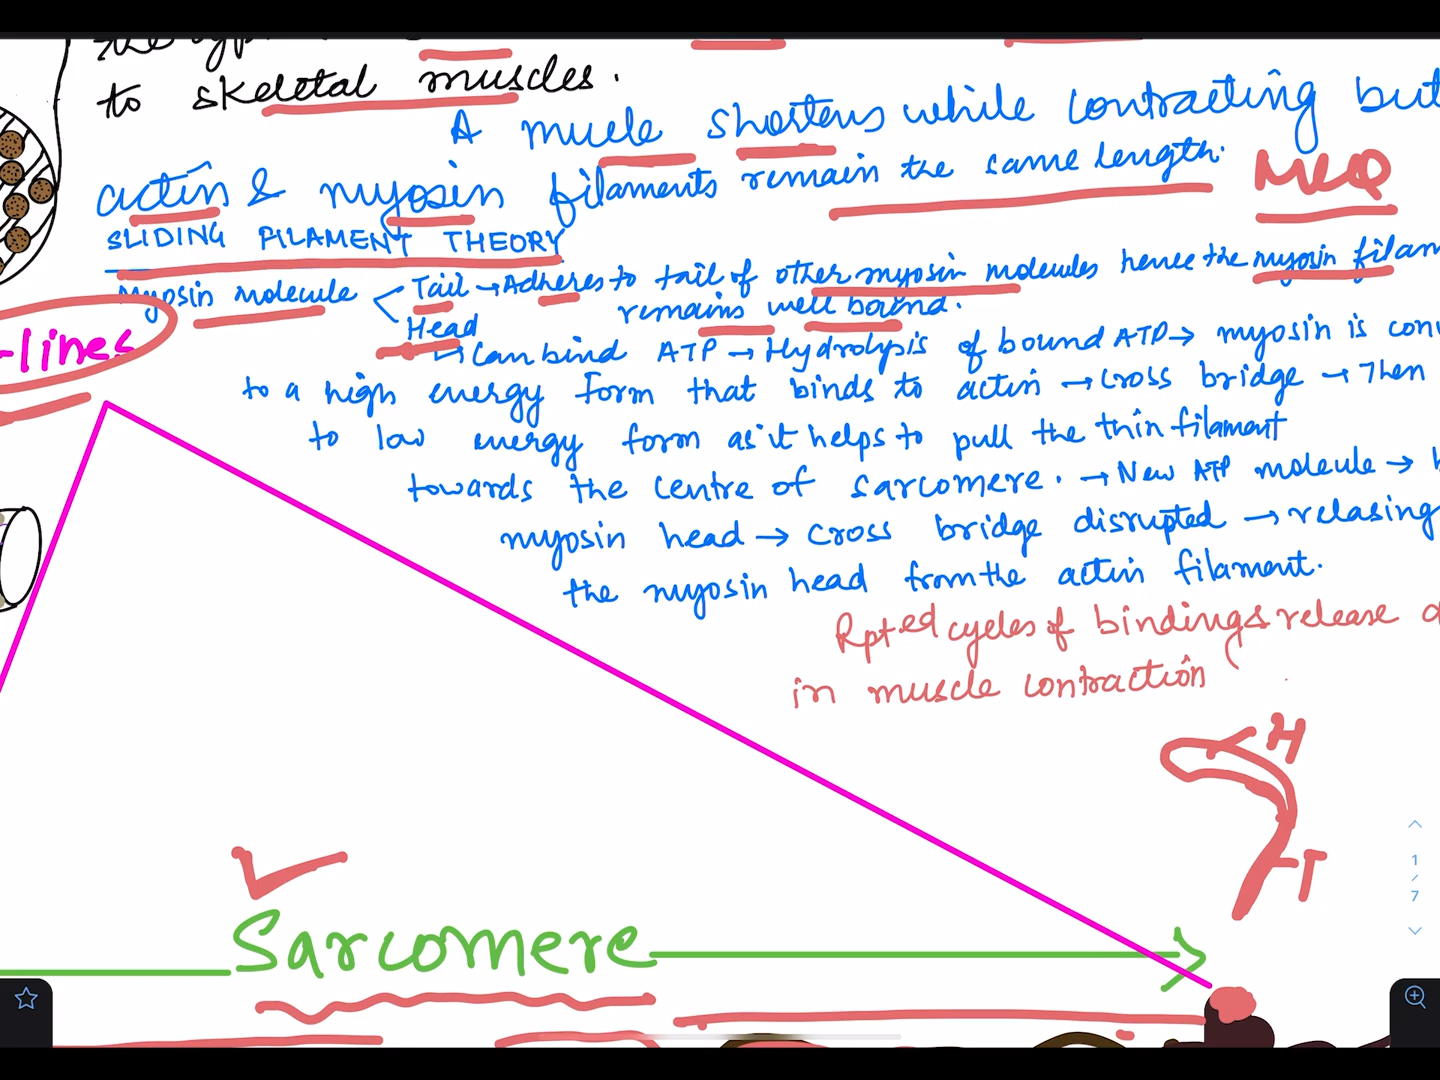 to skeletal muscles.
A mucle shortens while contracting but
actin & myosin filaments remain the same length. MCQ
SLIDING FILAMENT THEORY
Myosin molecule Tail → Adheres to tail of other myosin molecules hence the myosin filam
remains well bound.
Head
↳ Can bind ATP → Hydrolysis of bound ATP → myosin is con
-lines
to a high energy form that binds to actin → cross bridge → Then
to low energy form as it helps to pull the thin filament
towards the centre of sarcomere. → New ATP molecule →
myosin head → cross bridge disrupted → relasing
the myosin head from the actin filament.
Rpted cycles of binding & release
in muscle contraction
H
T
Sarcomere
1
/
7